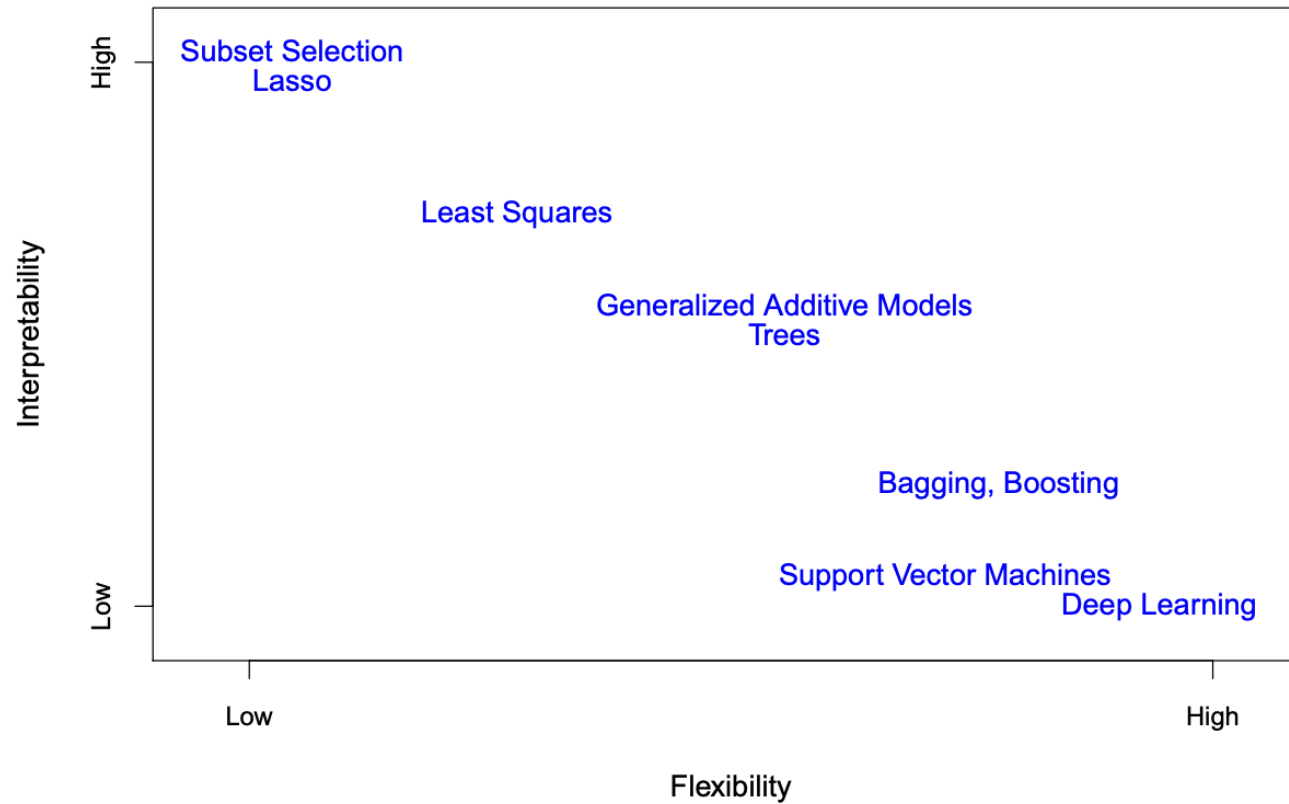 High
Subset Selection
Lasso
Least Squares
Interpretability
Generalized Additive Models
Trees
Bagging, Boosting
Support Vector Machines
Low
Deep Learning
Low
High
Flexibility